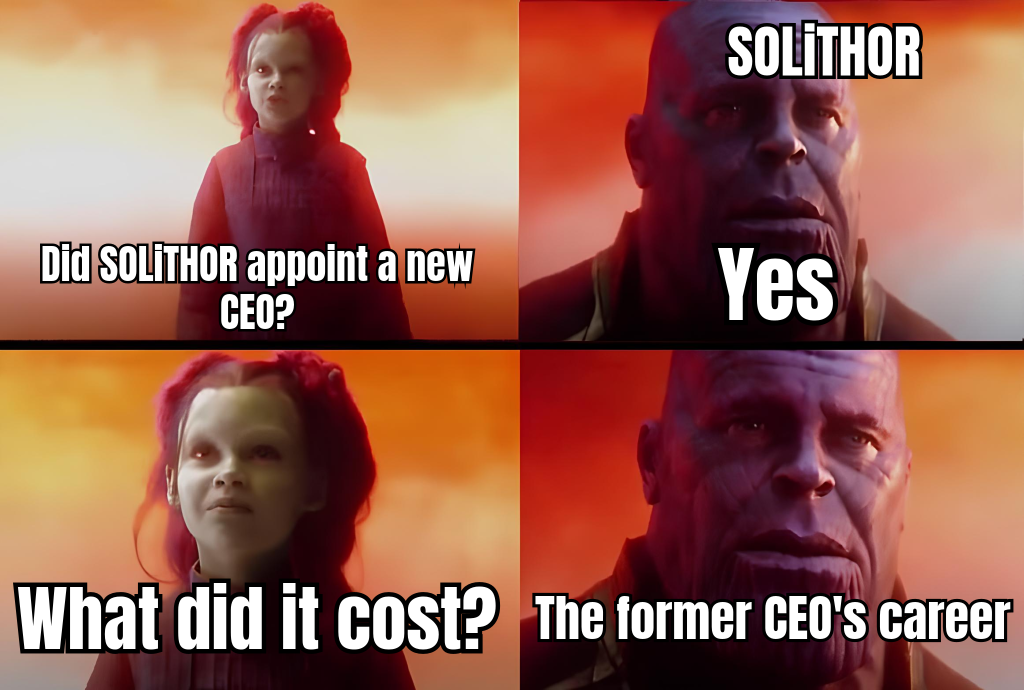 Did SOLiTHOR appoint a new
CEO?
SOLiTHOR
Yes
What did it cost?
The former CEO's career